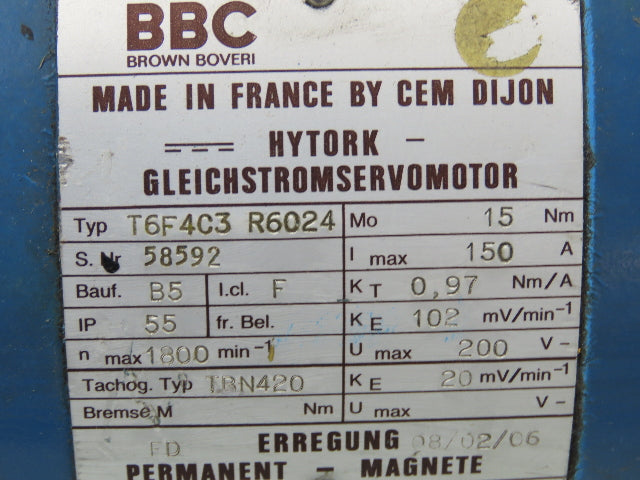 BBC
BROWN BOVERI
MADE IN FRANCE BY CEM DIJON
HYTORK –
GLEICHSTROMSERVOMOTOR
Typ T6F4C3 R6024 Mo 15 Nm
S. Nr 58592 I max 150 A
Bauf. B5 I.cl. F KT 0,97 Nm/A
IP 55 fr. Bel. KE 102 mV/min-1
n max 1800 min-1 U max 200 V –
Tachog. Typ TBN420 KE 20 mV/min-1
Bremse M Nm U max V –
FD ERREGUNG 08/02/06
PERMANENT – MAGNETE